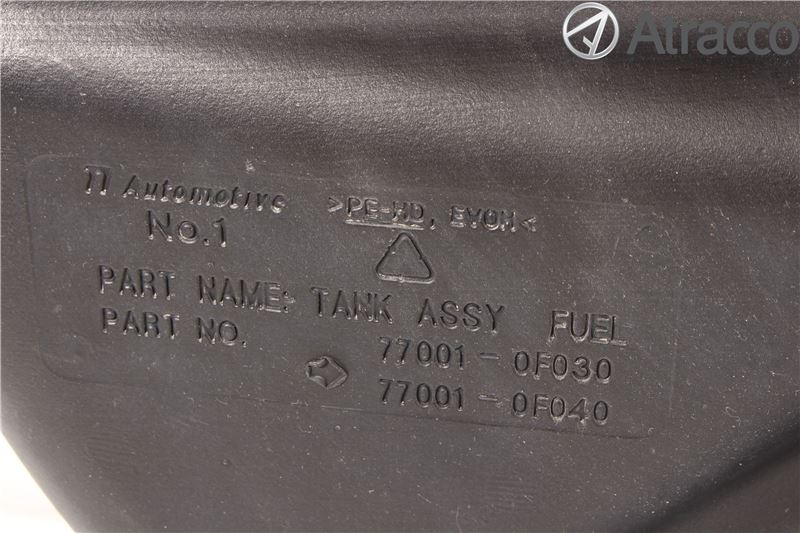 Atracco
TI Automotive >PE-HD, EVOH<
No.1
PART NAME: TANK ASSY FUEL
PART NO. 77001-0F030
77001-0F040